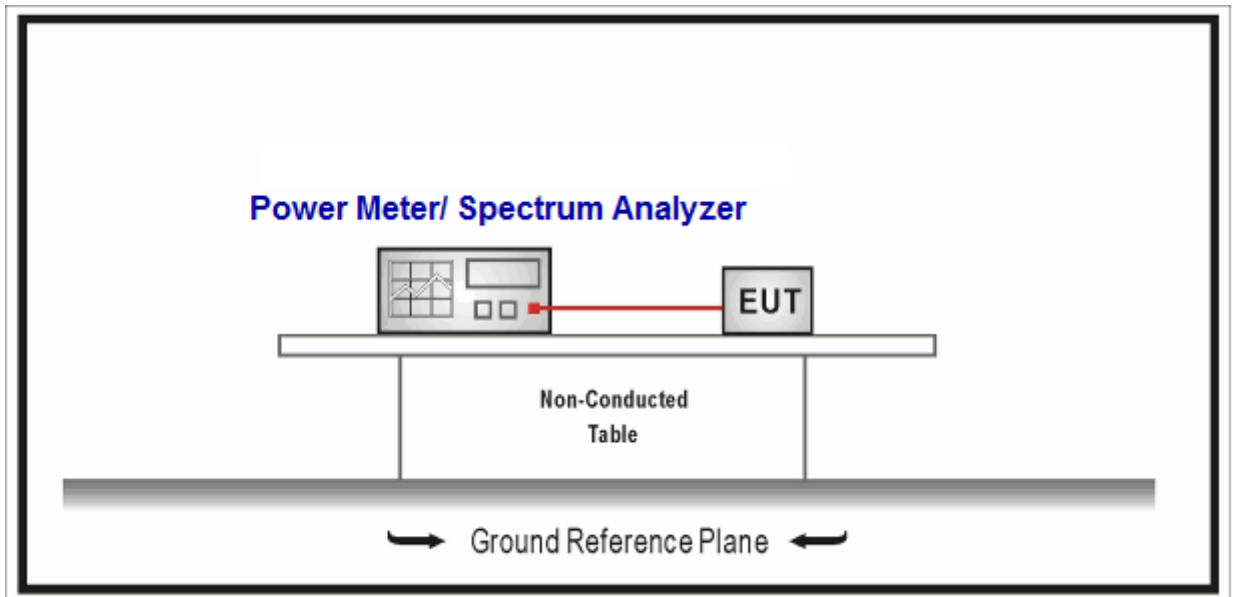 Power Meter/ Spectrum Analyzer
EUT
Non-Conducted
Table
Ground Reference Plane